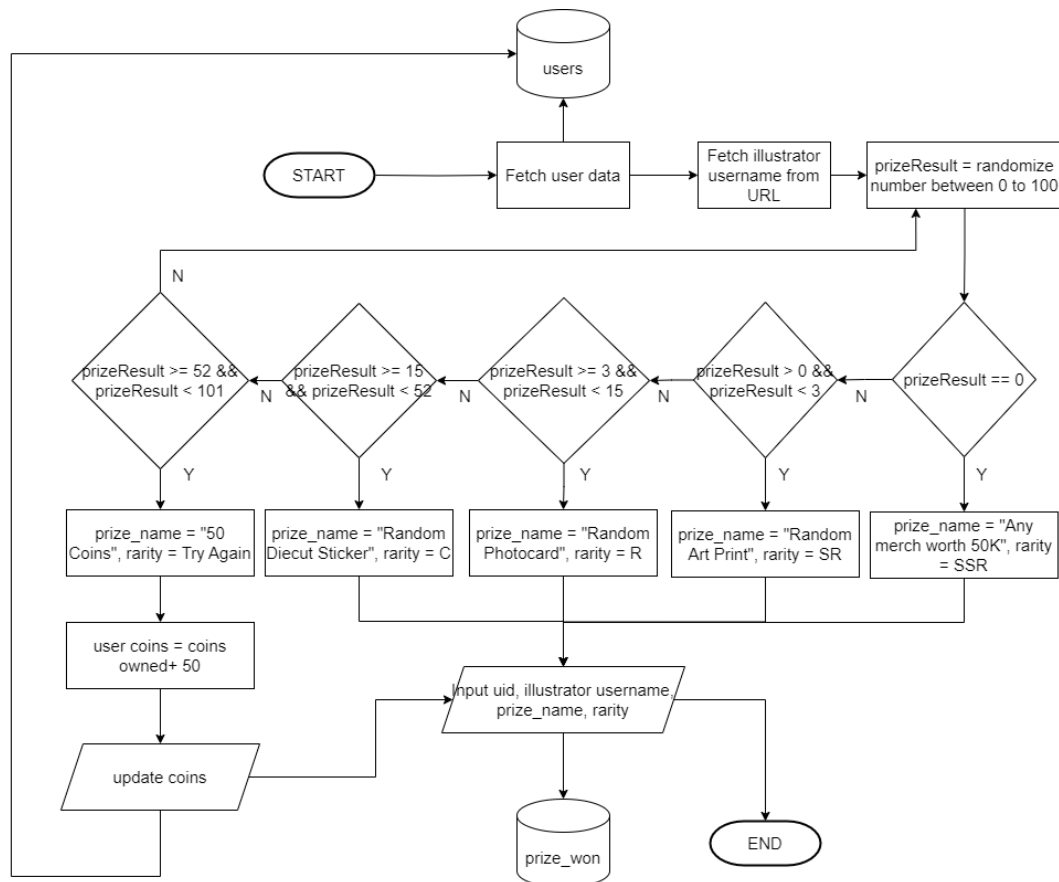 users
START
Fetch user data
Fetch illustrator
username from
URL
prizeResult = randomize
number between 0 to 100
N
prizeResult >= 52 &&
prizeResult < 101
N
prizeResult >= 15
&& prizeResult < 52
N
prizeResult >= 3 &&
prizeResult < 15
N
prizeResult > 0 &&
prizeResult < 3
N
prizeResult == 0
Y
Y
Y
Y
Y
prize_name = "50
Coins", rarity = Try Again
prize_name = "Random
Diecut Sticker", rarity = C
prize_name = "Random
Photocard", rarity = R
prize_name = "Random
Art Print", rarity = SR
prize_name = "Any
merch worth 50K", rarity
= SSR
user coins = coins
owned+ 50
Input uid, illustrator username,
prize_name, rarity
update coins
prize_won
END